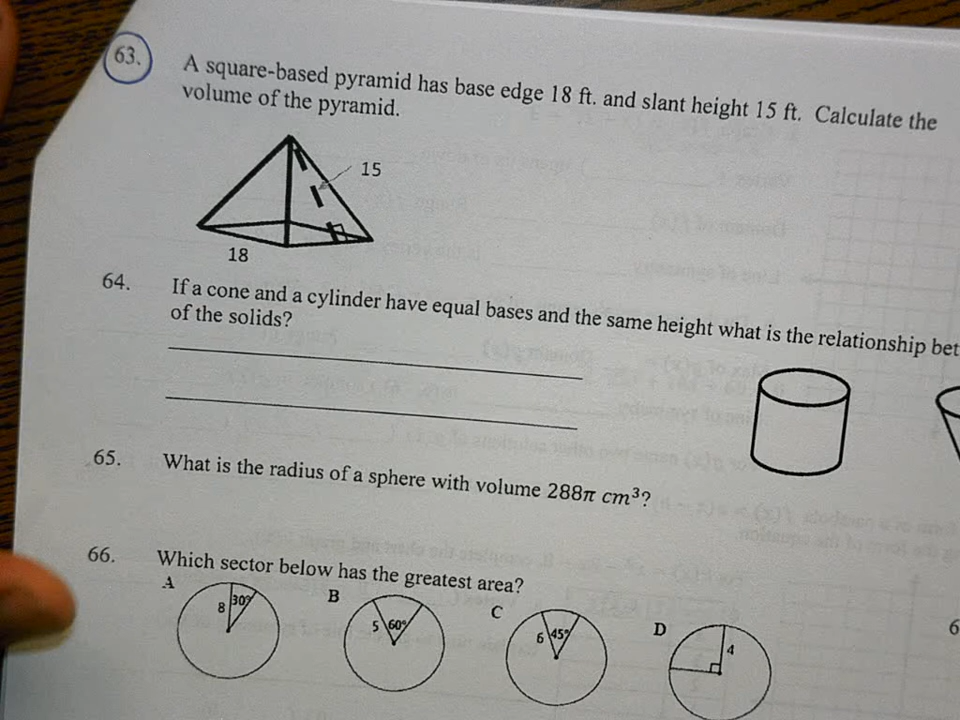 63. A square-based pyramid has base edge 18 ft. and slant height 15 ft. Calculate the
volume of the pyramid.
15
18
64. If a cone and a cylinder have equal bases and the same height what is the relationship bet
of the solids?
65. What is the radius of a sphere with volume 288π cm³?
66. Which sector below has the greatest area?
A
8 30°
B
5 60°
C
6 45°
D
4
6